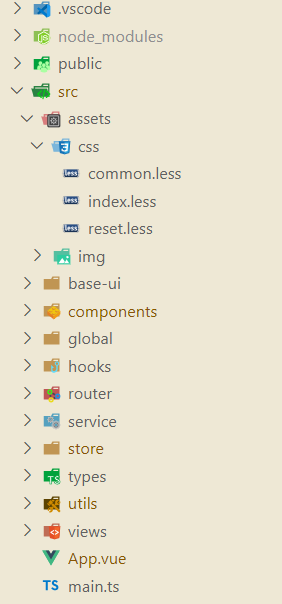 .vscode
node_modules
public
src
assets
css
less common.less
less index.less
less reset.less
img
base-ui
components
global
hooks
router
service
store
TS types
utils
views
App.vue
TS main.ts